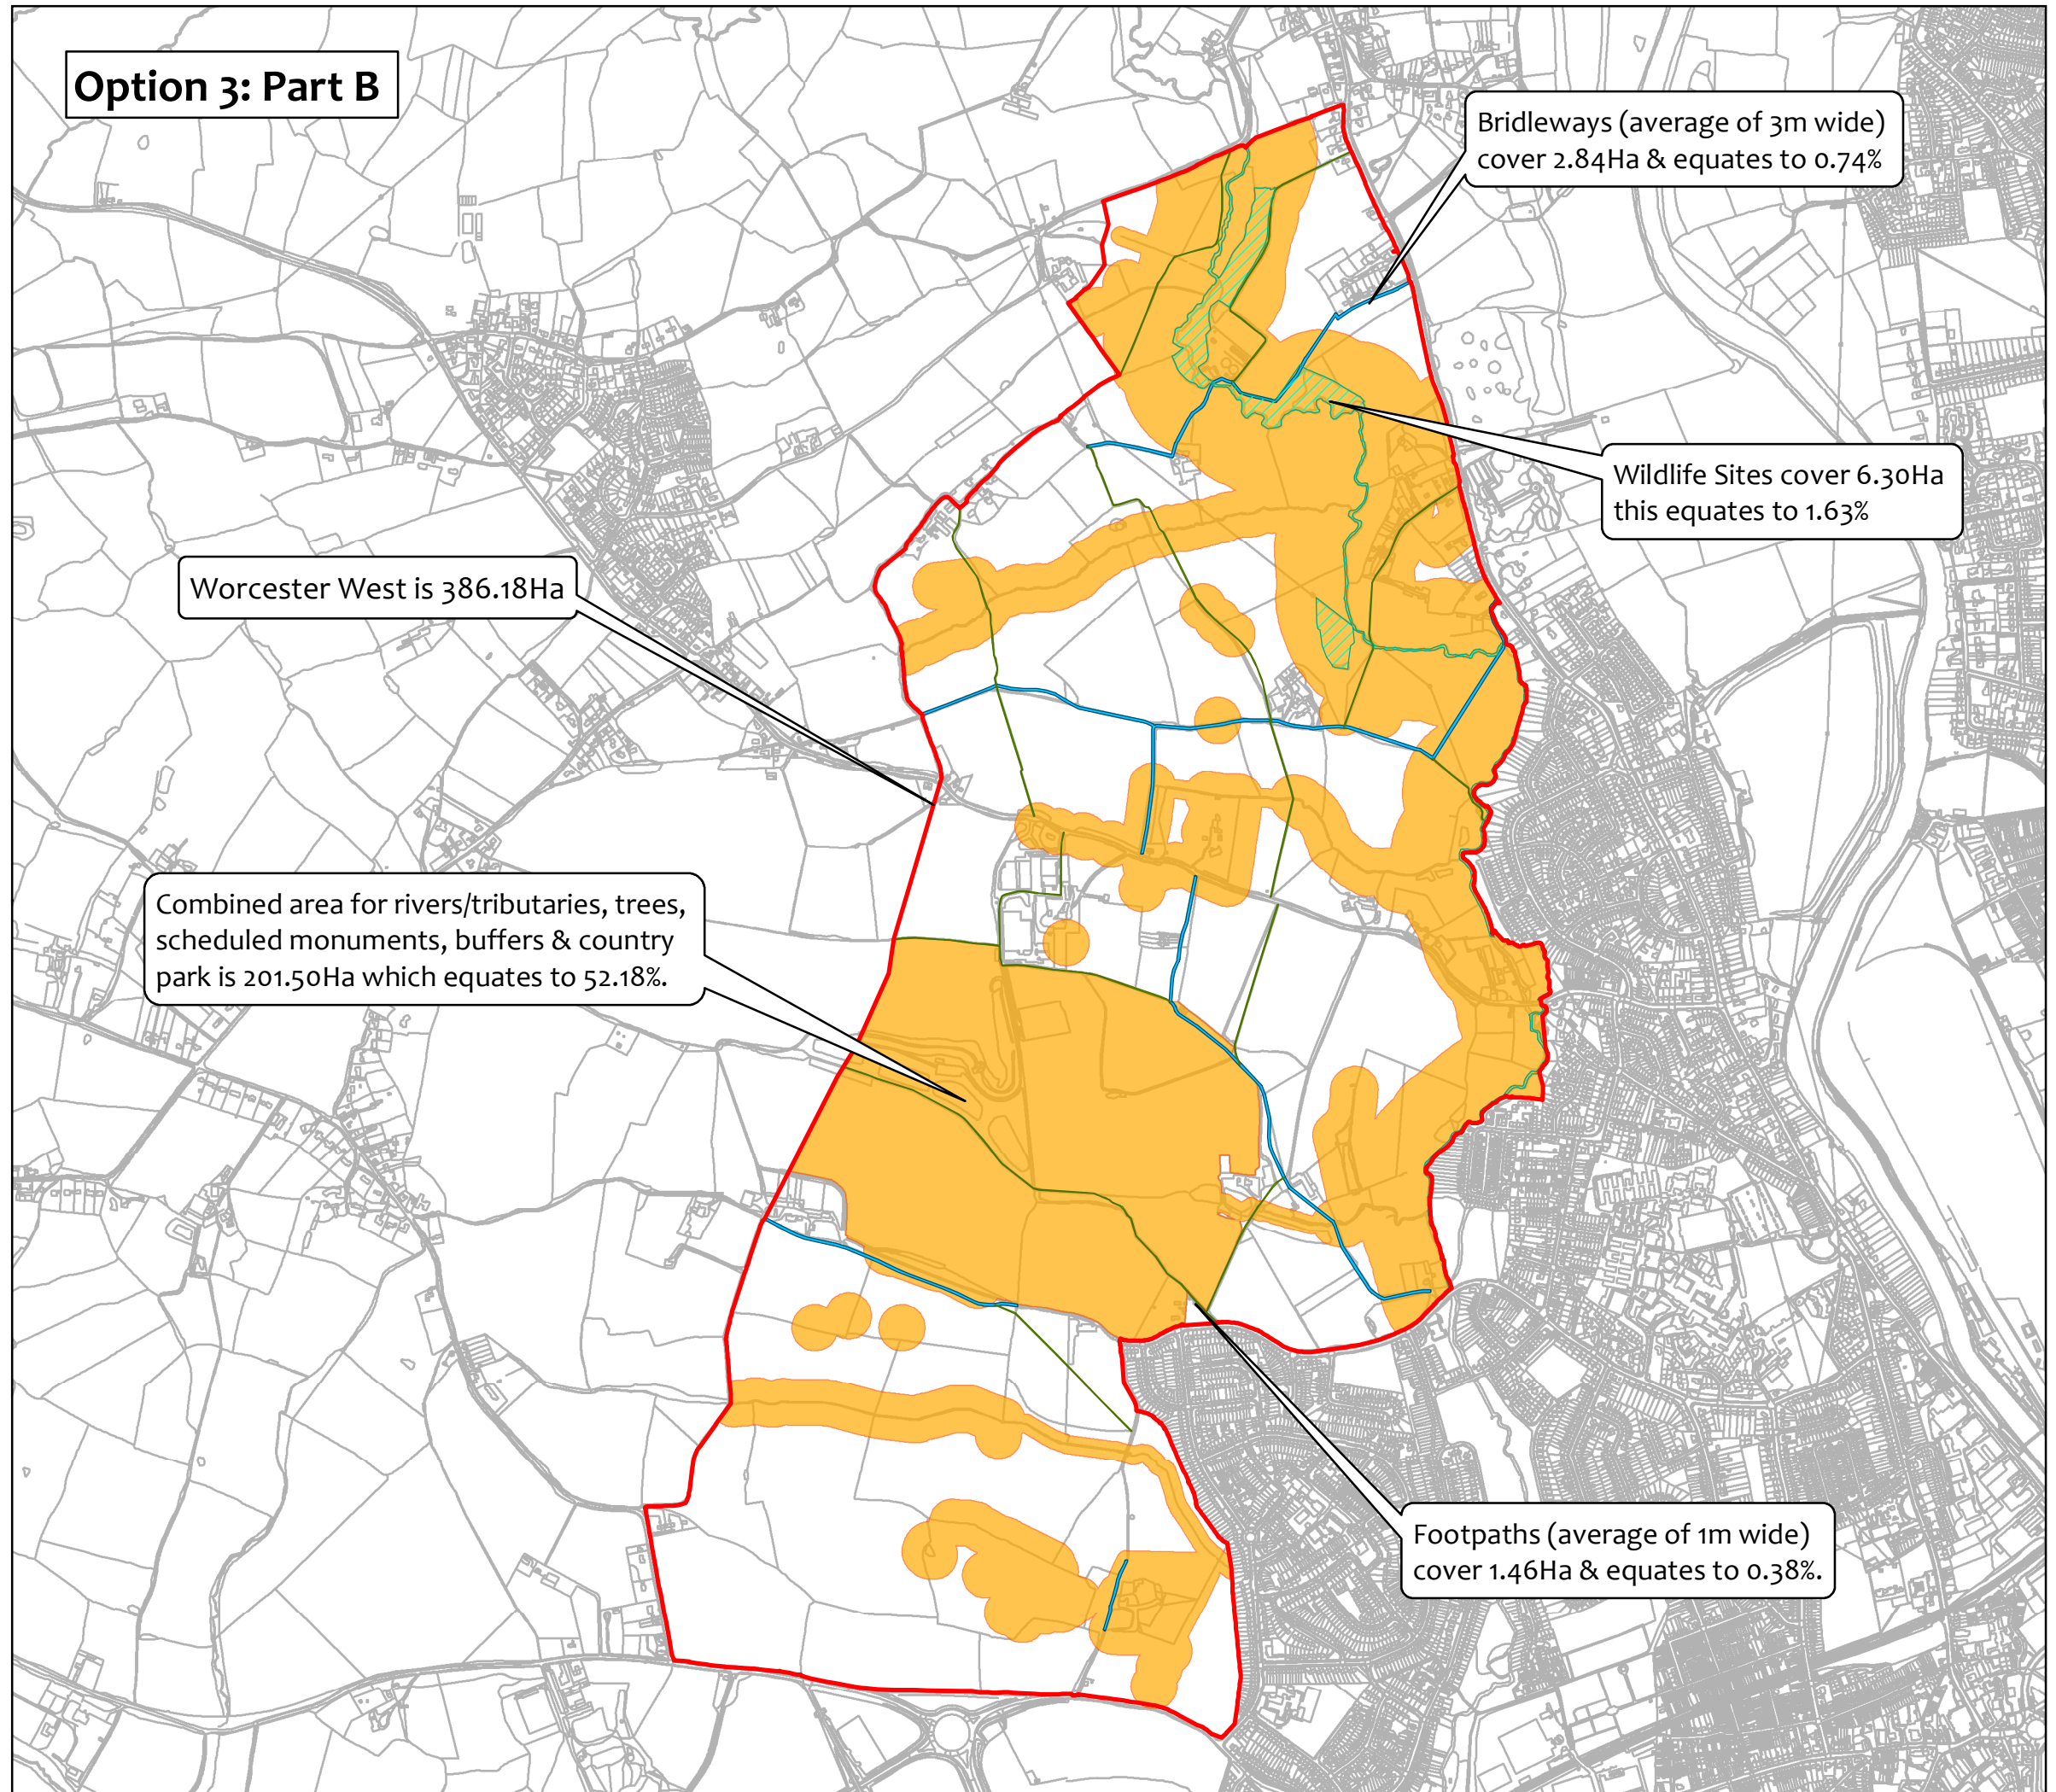 Option 3: Part B
Bridleways (average of 3m wide)
cover 2.84Ha & equates to 0.74%
Wildlife Sites cover 6.30Ha
this equates to 1.63%
Worcester West is 386.18Ha
Combined area for rivers/tributaries, trees,
scheduled monuments, buffers & country
park is 201.50Ha which equates to 52.18%.
Footpaths (average of 1m wide)
cover 1.46Ha & equates to 0.38%.